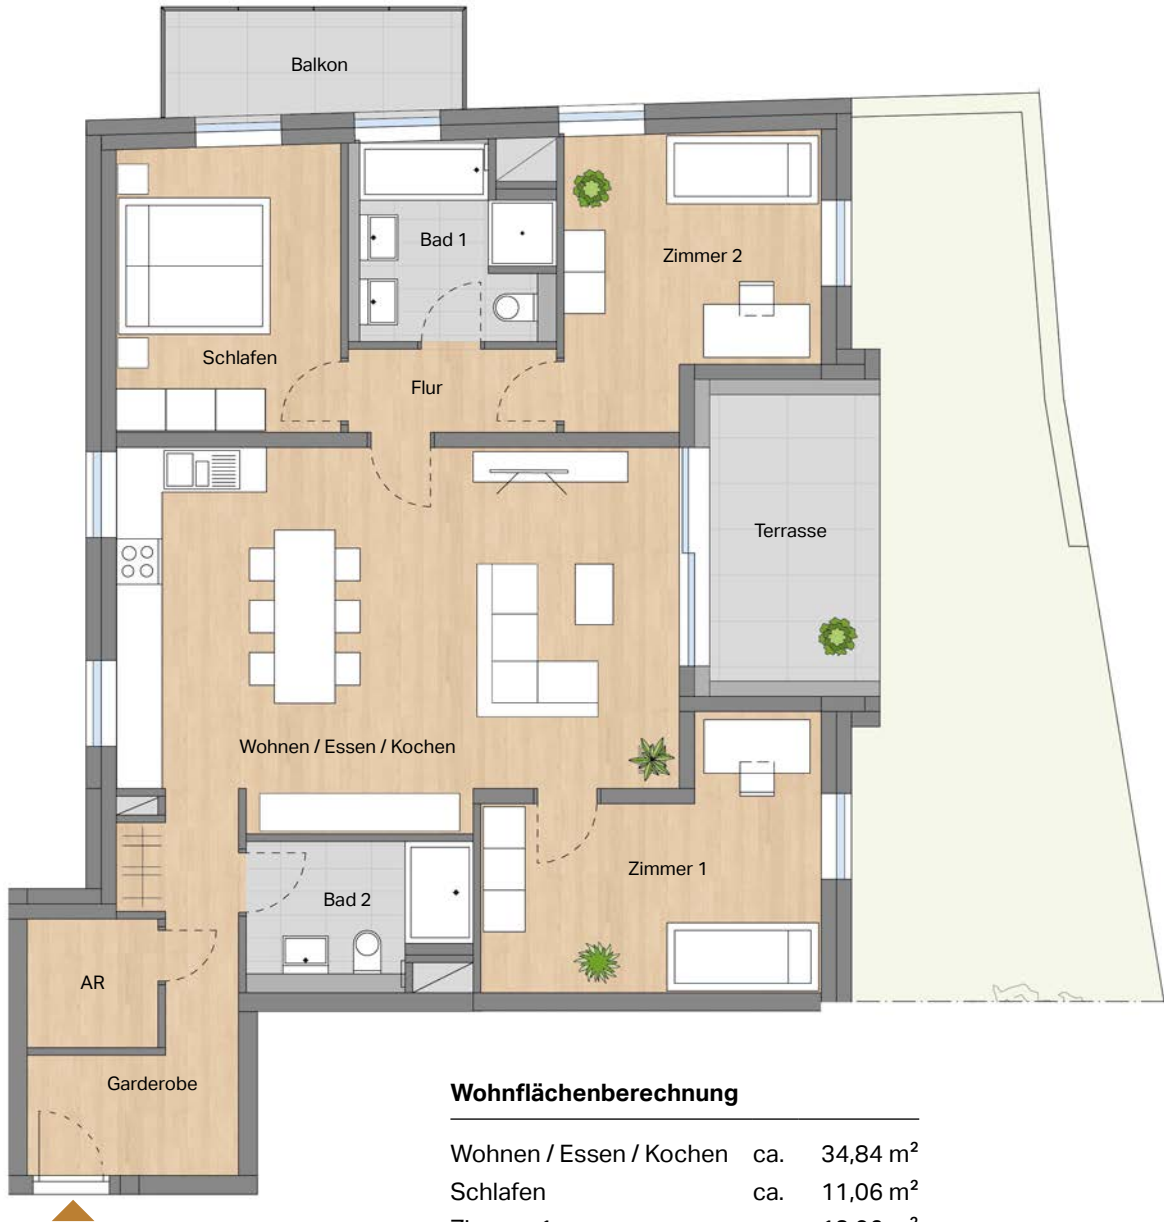 Balkon
Bad 1
Zimmer 2
Schlafen
Flur
Terrasse
Wohnen / Essen / Kochen
Zimmer 1
Bad 2
AR
Garderobe
Wohnflächenberechnung
Wohnen / Essen / Kochen ca. 34,84 m²
Schlafen ca. 11,06 m²